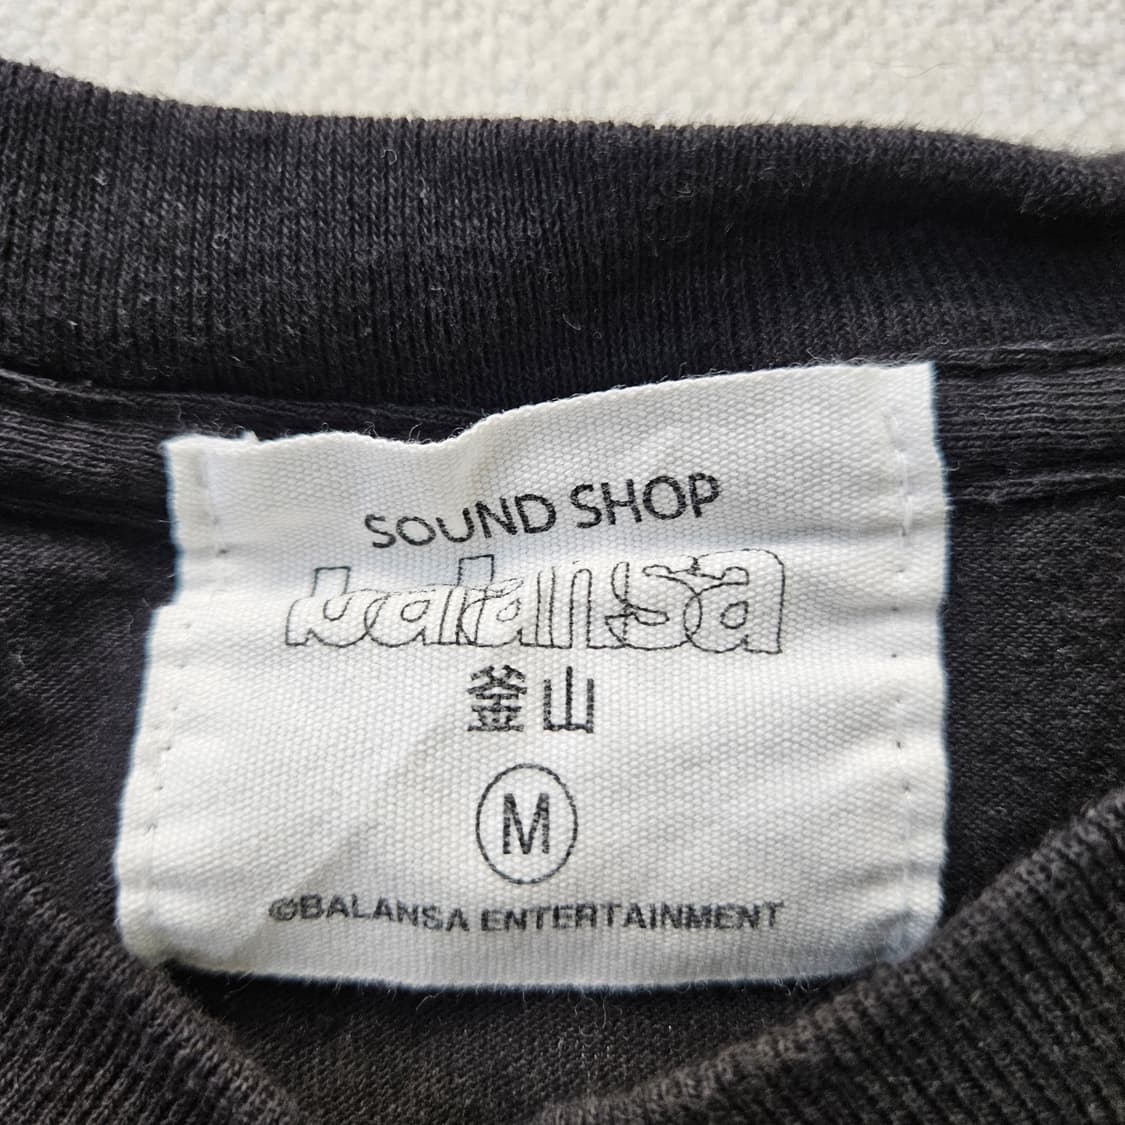 SOUND SHOP
balansa
釜山
M
©BALANSA ENTERTAINMENT